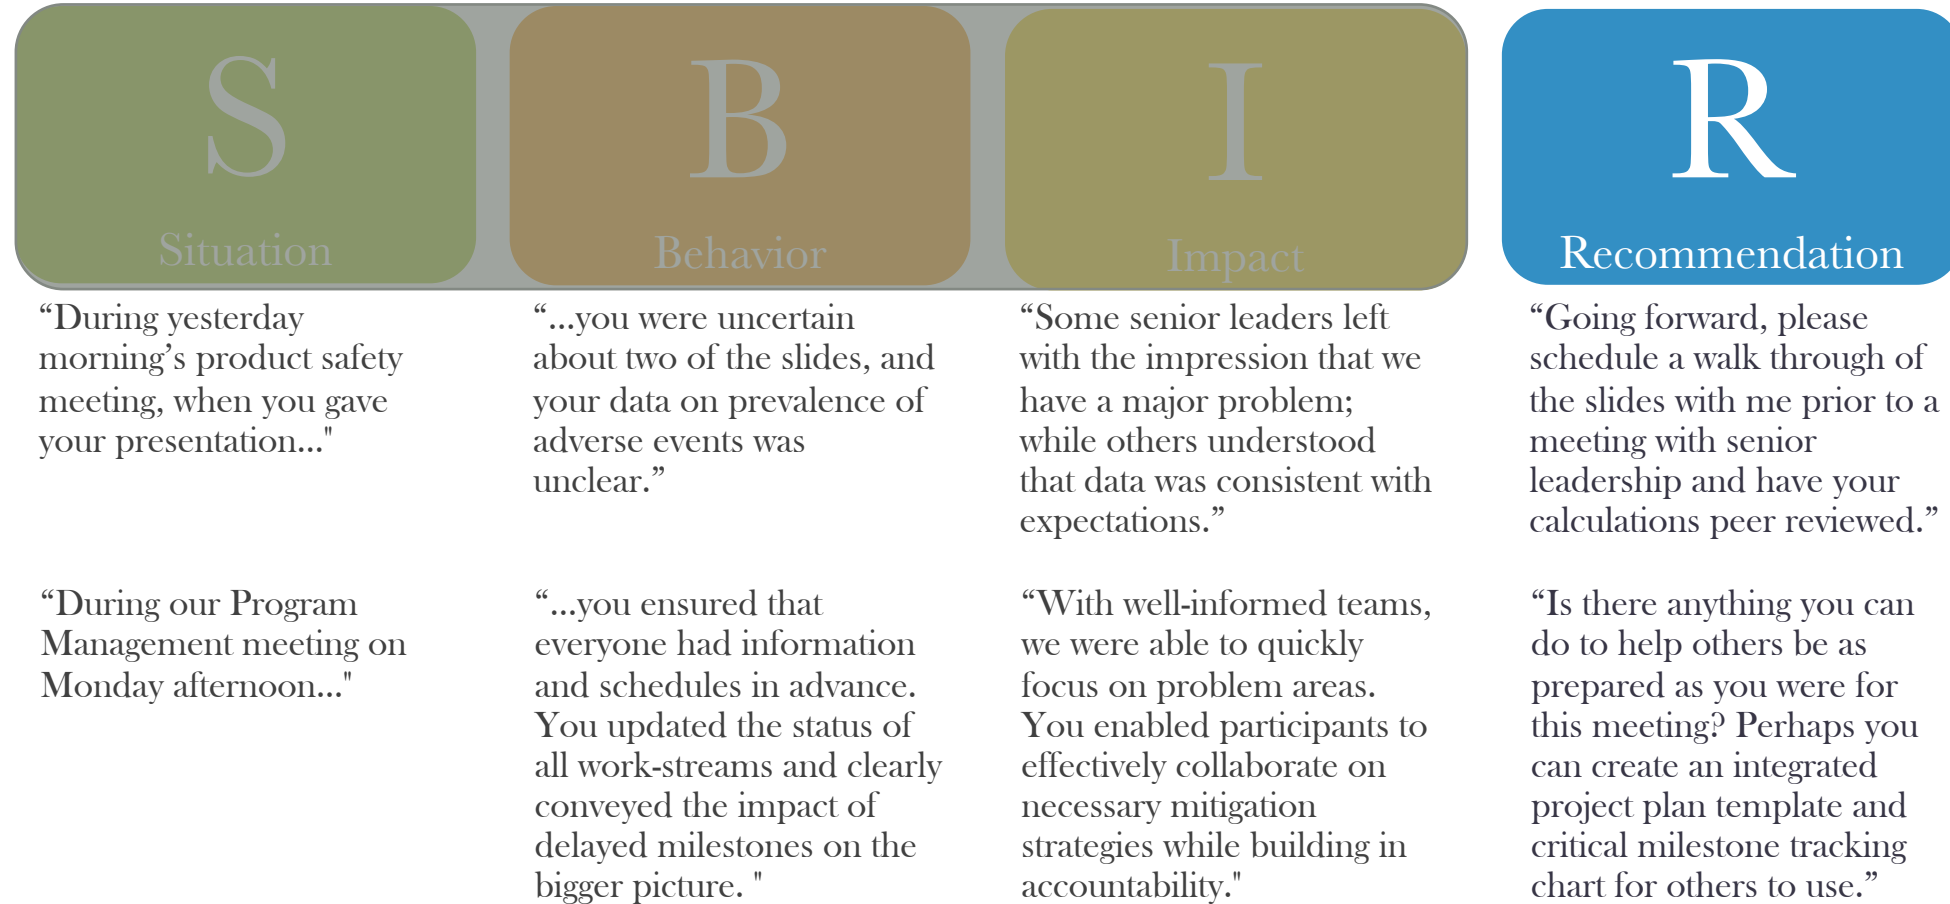 S
Situation
B
Behavior
I
Impact
R
Recommendation
“During yesterday
morning’s product safety
meeting, when you gave
your presentation..."
“...you were uncertain
about two of the slides, and
your data on prevalence of
adverse events was
unclear.”
“Some senior leaders left
with the impression that we
have a major problem;
while others understood
that data was consistent with
expectations.”
“Going forward, please
schedule a walk through of
the slides with me prior to a
meeting with senior
leadership and have your
calculations peer reviewed.”
“During our Program
Management meeting on
Monday afternoon..."
“...you ensured that
everyone had information
and schedules in advance.
You updated the status of
all work-streams and clearly
conveyed the impact of
delayed milestones on the
bigger picture. "
“With well-informed teams,
we were able to quickly
focus on problem areas.
You enabled participants to
effectively collaborate on
necessary mitigation
strategies while building in
accountability."
“Is there anything you can
do to help others be as
prepared as you were for
this meeting? Perhaps you
can create an integrated
project plan template and
critical milestone tracking
chart for others to use.”